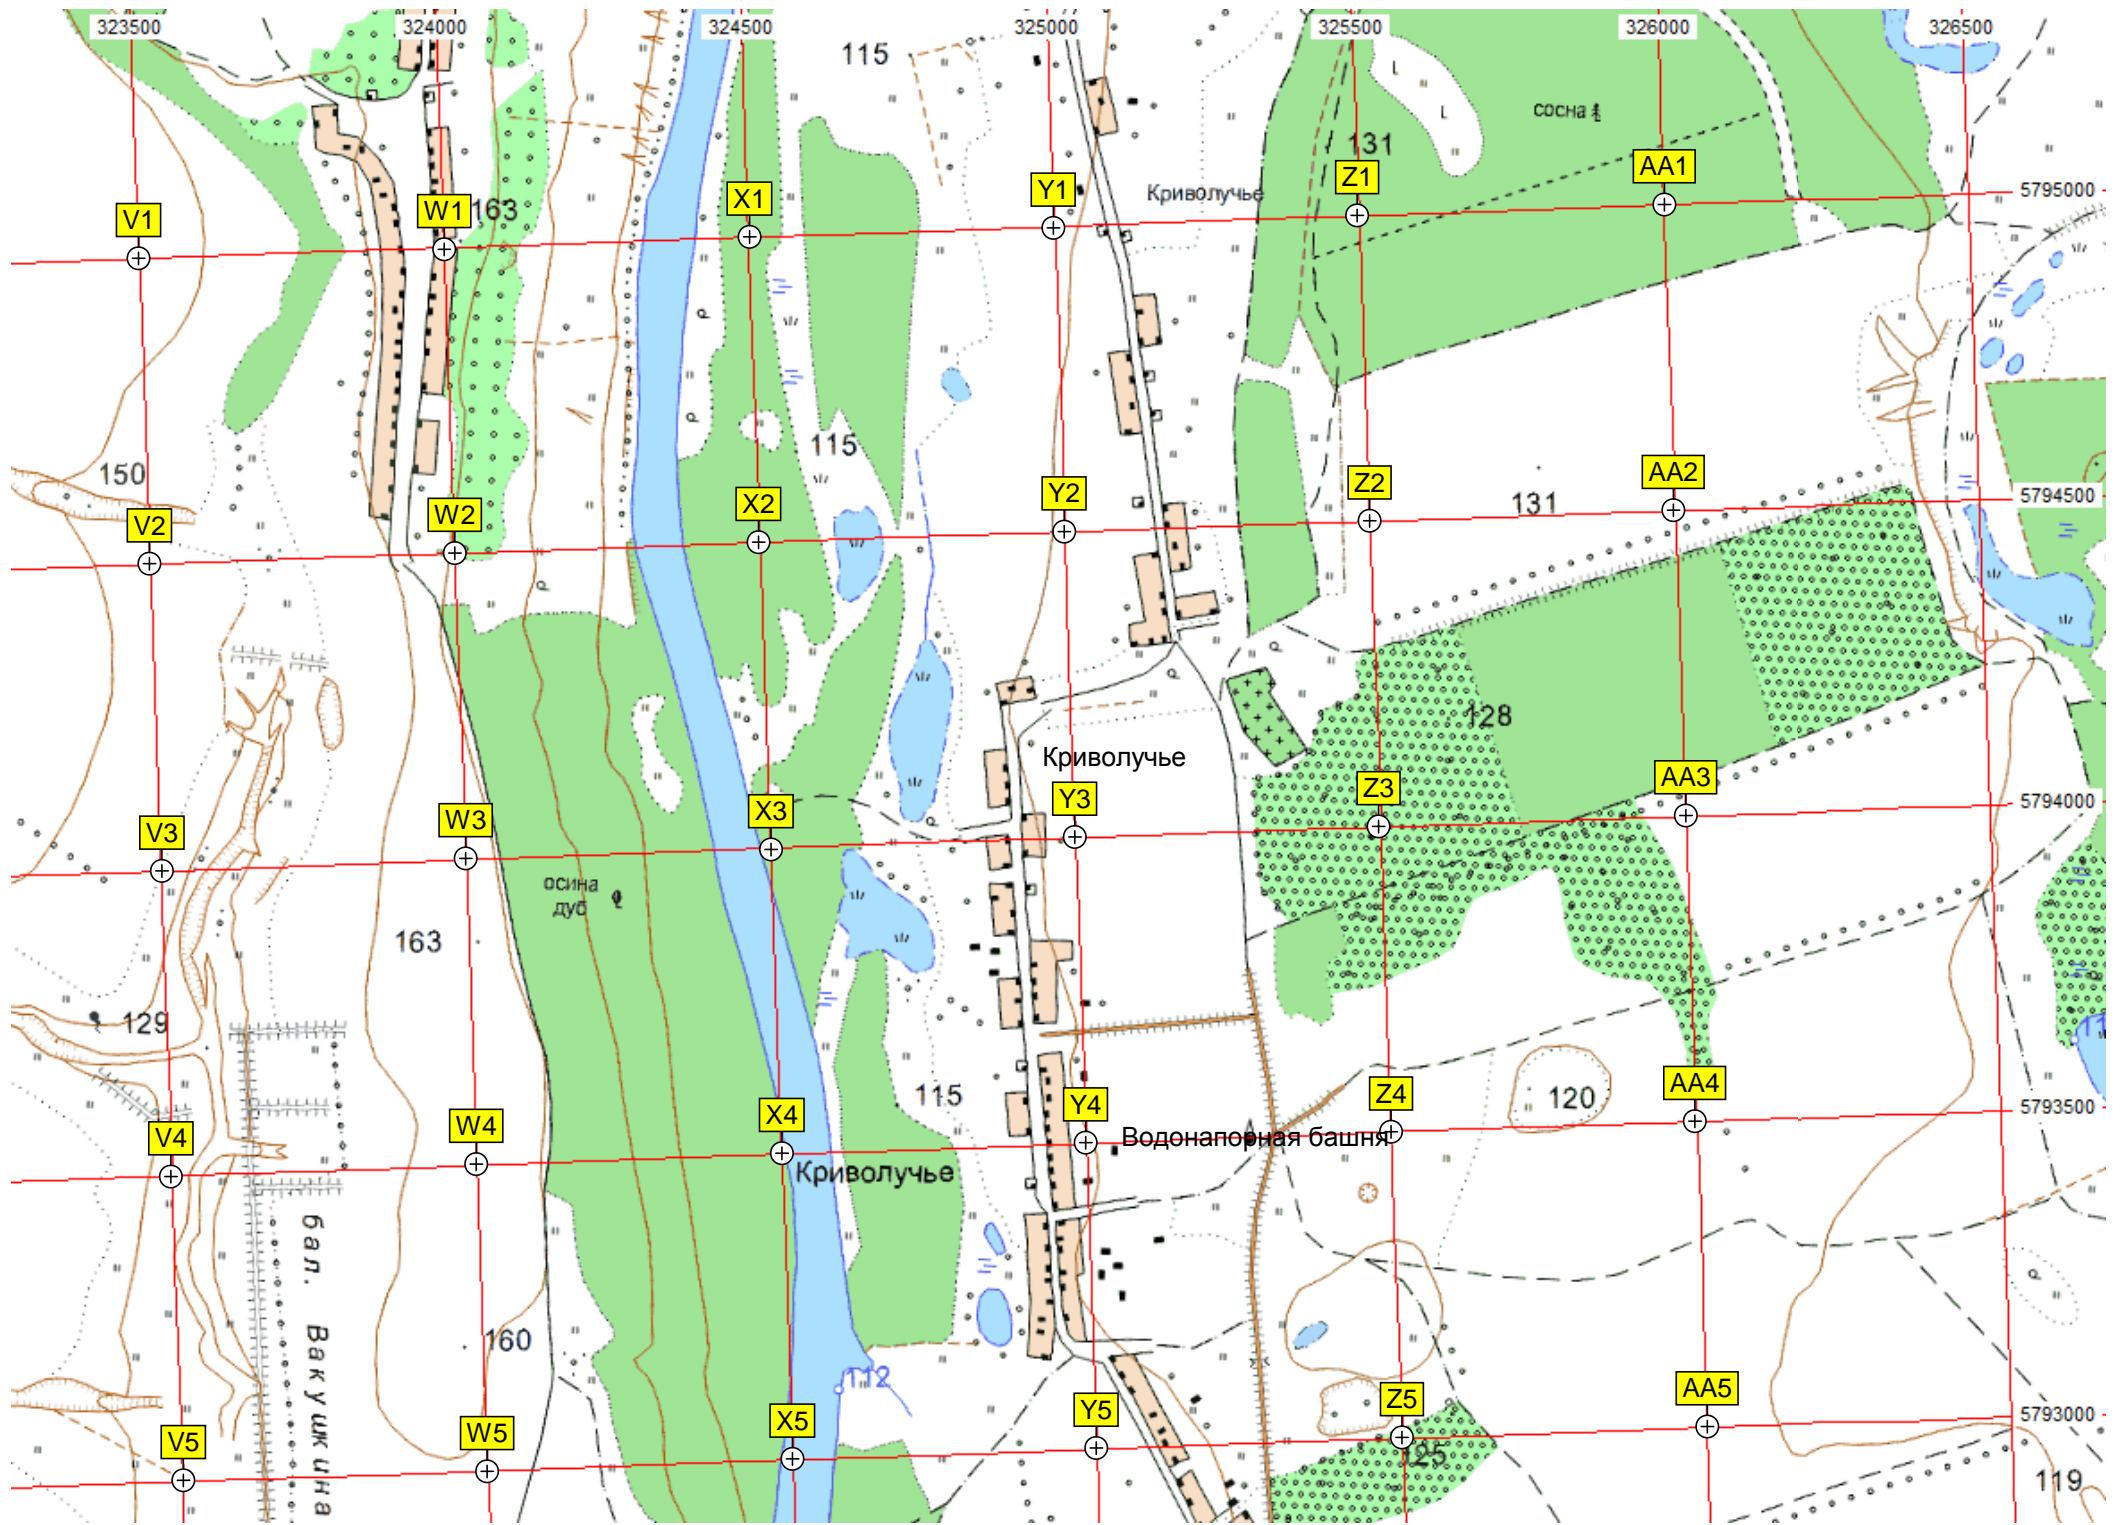 323500 324000 324500 325000 325500 326000 326500
115
сосна
131
Криволучье
5795000
V1 W1 163 X1 Y1 Z1 AA1
115
150
131
5794500
V2 W2 X2 Y2 Z2 AA2
128
Криволучье
5794000
V3 W3 X3 Y3 Z3 AA3
осина
дуб
163
129
115
120
5793500
V4 W4 X4 Y4 Z4 AA4
Водонапорная башня
Криволучье
бал. Вакушкина
160
112
5793000
V5 W5 X5 Y5 Z5 AA5
125
119